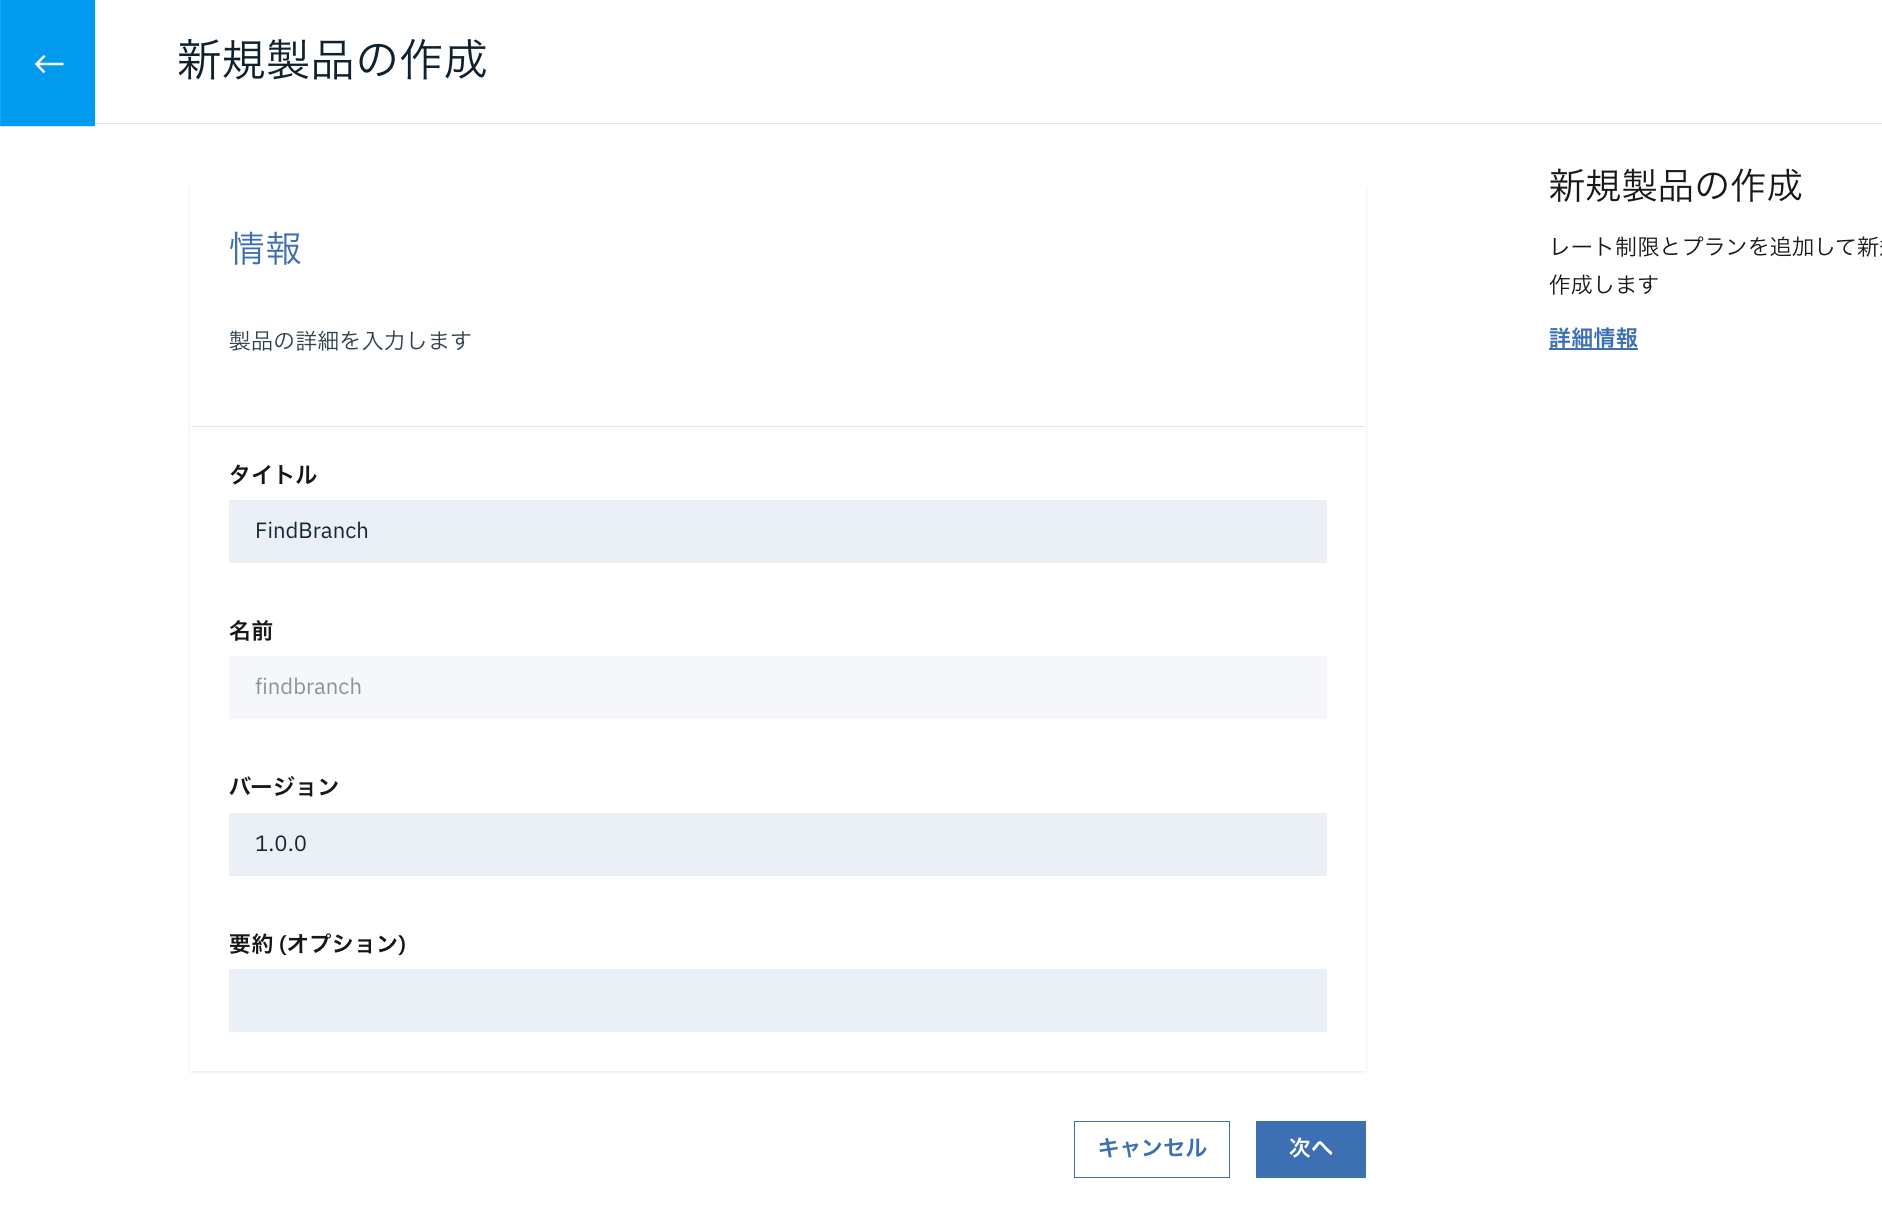 新規製品の作成
情報
製品の詳細を入力します
タイトル
FindBranch
名前
findbranch
バージョン
1.0.0
要約 (オプション)
キャンセル
次へ
新規製品の作成
レート制限とプランを追加して新
作成します
詳細情報